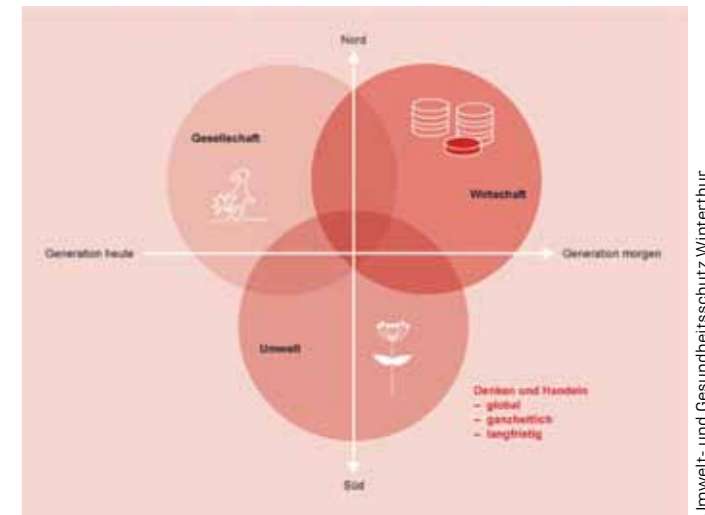 Nord
Gesellschaft
Wirtschaft
Generation heute
Generation morgen
Umwelt
Denken und Handeln
– global
– ganzheitlich
– langfristig
Süd
Umwelt- und Gesundheitsschutz Winterthur